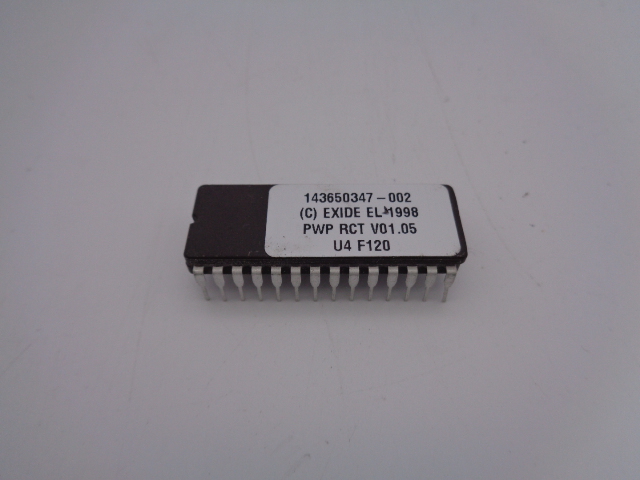 143650347-002
(C) EXIDE EL 1998
PWP RCT V01.05
U4 F120